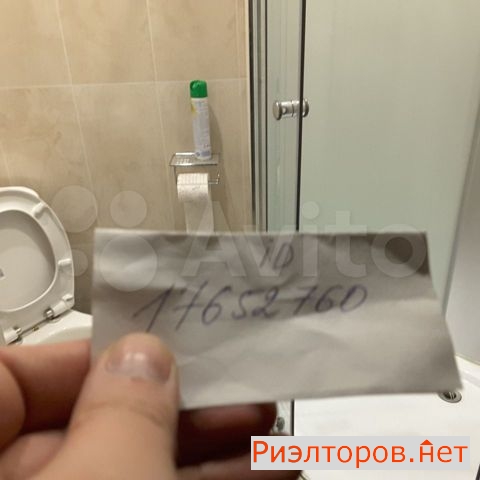 Avito
ID
17652760
Риэлторов.нет